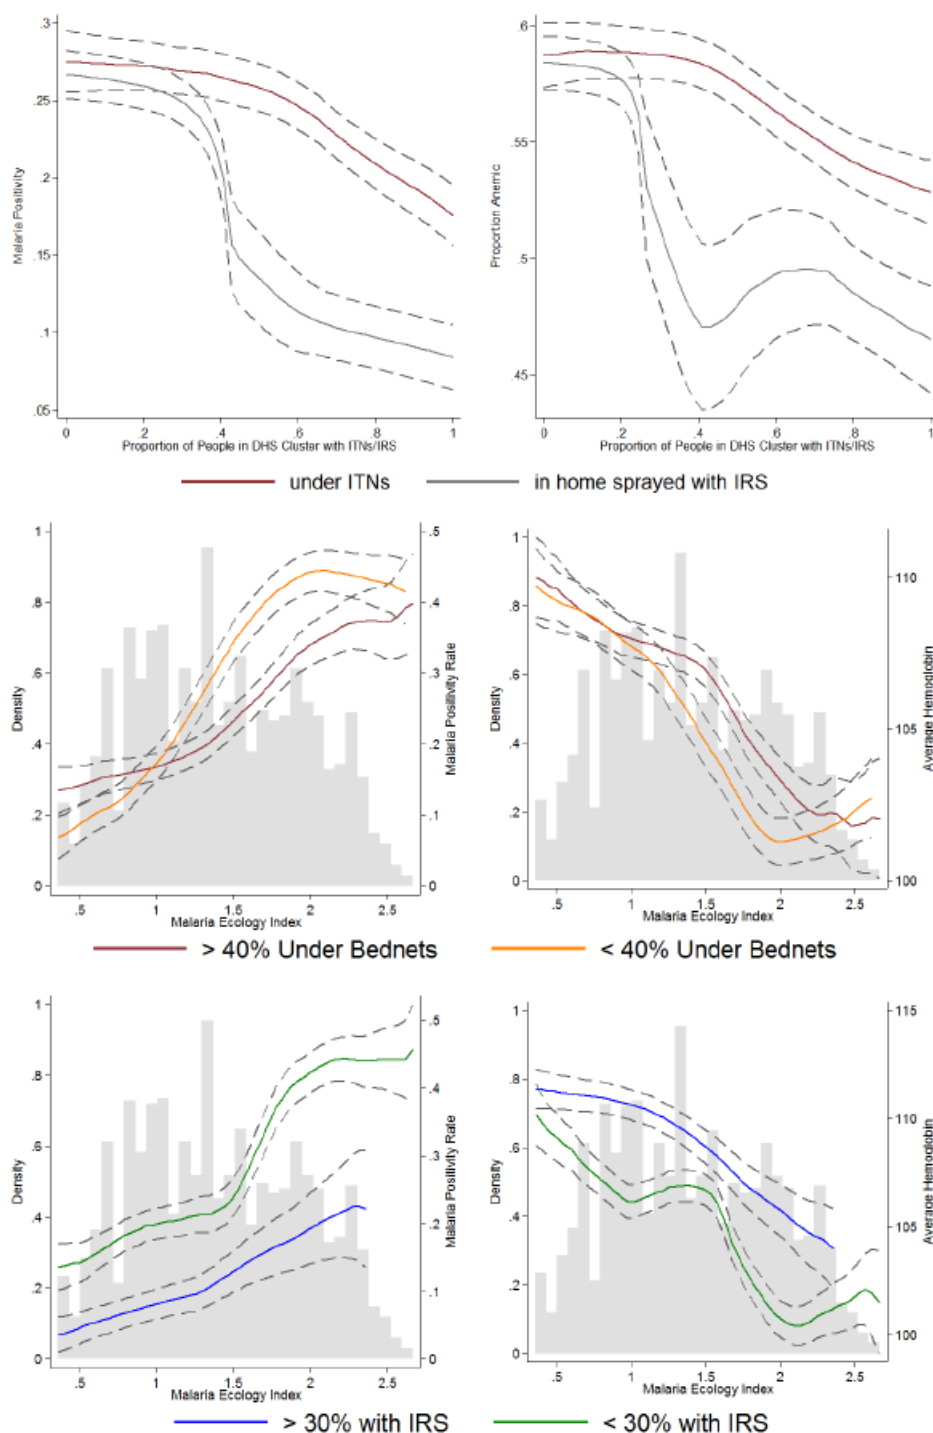 .3
.25
.2
.15
.1
.05
Malaria Positivity
0 .2 .4 .6 .8 1
Proportion of People in DHS Cluster with ITNs/IRS
.6
.55
.5
.45
Proportion Anemic
0 .2 .4 .6 .8 1
Proportion of People in DHS Cluster with ITNs/IRS
under ITNs in home sprayed with IRS
1
.8
.6
.4
.2
0
Density
.5
.4
.3
.2
.1
0
Malaria Positivity Rate
.5 1 1.5 2 2.5
Malaria Ecology Index
1
.8
.6
.4
.2
0
Density
110
105
100
Average Hemodlobin
.5 1 1.5 2 2.5
Malaria Ecology Index
> 40% Under Bednets < 40% Under Bednets
1
.8
.6
.4
.2
0
Density
.5
.4
.3
.2
.1
0
Malaria Positivity Rate
.5 1 1.5 2 2.5
Malaria Ecology Index
1
.8
.6
.4
.2
0
Density
115
110
105
100
Average Hemodlobin
.5 1 1.5 2 2.5
Malaria Ecology Index
> 30% with IRS < 30% with IRS